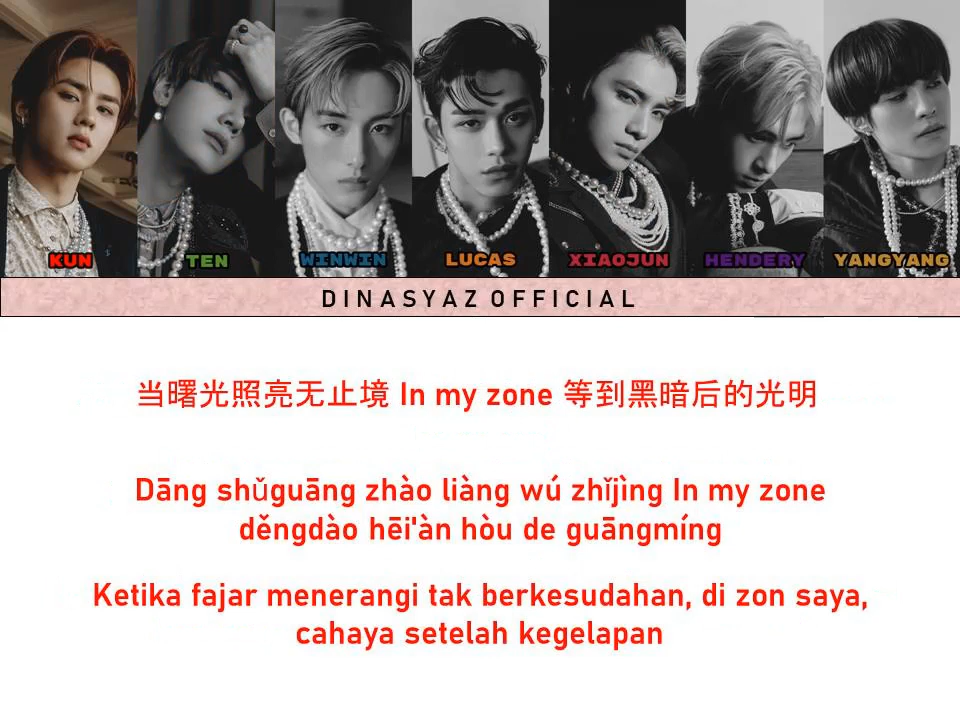 KUN TEN WINWIN LUCAS XIAOJUN HENDERY YANGYANG
DINASYAZ OFFICIAL
当曙光照亮无止境 In my zone 等到黑暗后的光明
Dāng shǔguāng zhào liàng wú zhǐjìng In my zone
děngdào hēi'àn hòu de guāngmíng
Ketika fajar menerangi tak berkesudahan, di zon saya,
cahaya setelah kegelapan